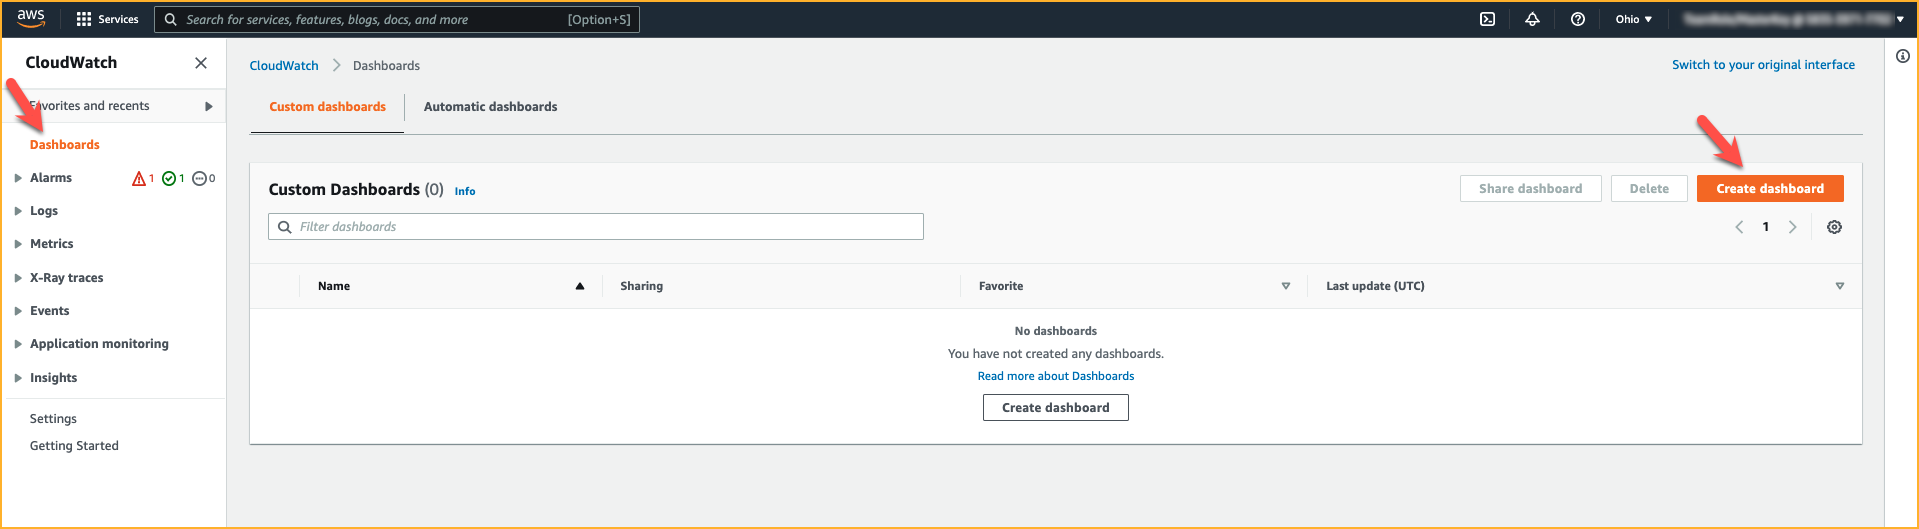 aws Services Search for services, features, blogs, docs, and more [Option+S] Ohio
CloudWatch
Favorites and recents
Dashboards
Alarms 1 1 0
Logs
Metrics
X-Ray traces
Events
Application monitoring
Insights
Settings
Getting Started
CloudWatch Dashboards
Switch to your original interface
Custom dashboards Automatic dashboards
Custom Dashboards (0) Info
Share dashboard Delete Create dashboard
Filter dashboards
1
Name Sharing Favorite Last update (UTC)
No dashboards
You have not created any dashboards.
Read more about Dashboards
Create dashboard